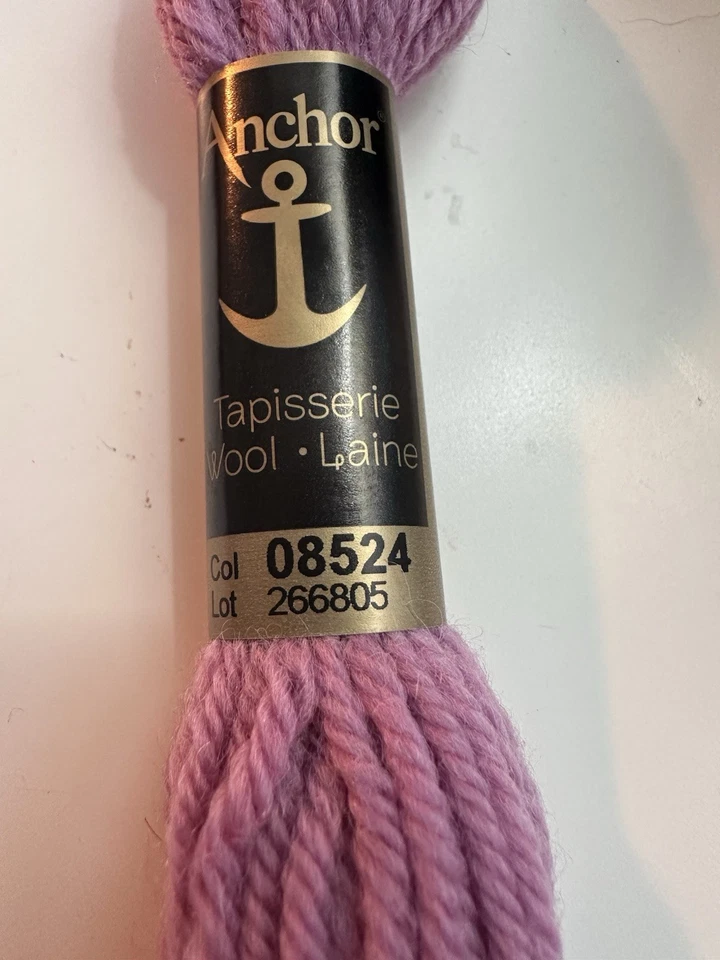 Anchor®
Tapisserie
Wool • Laine
Col 08524
Lot 266805